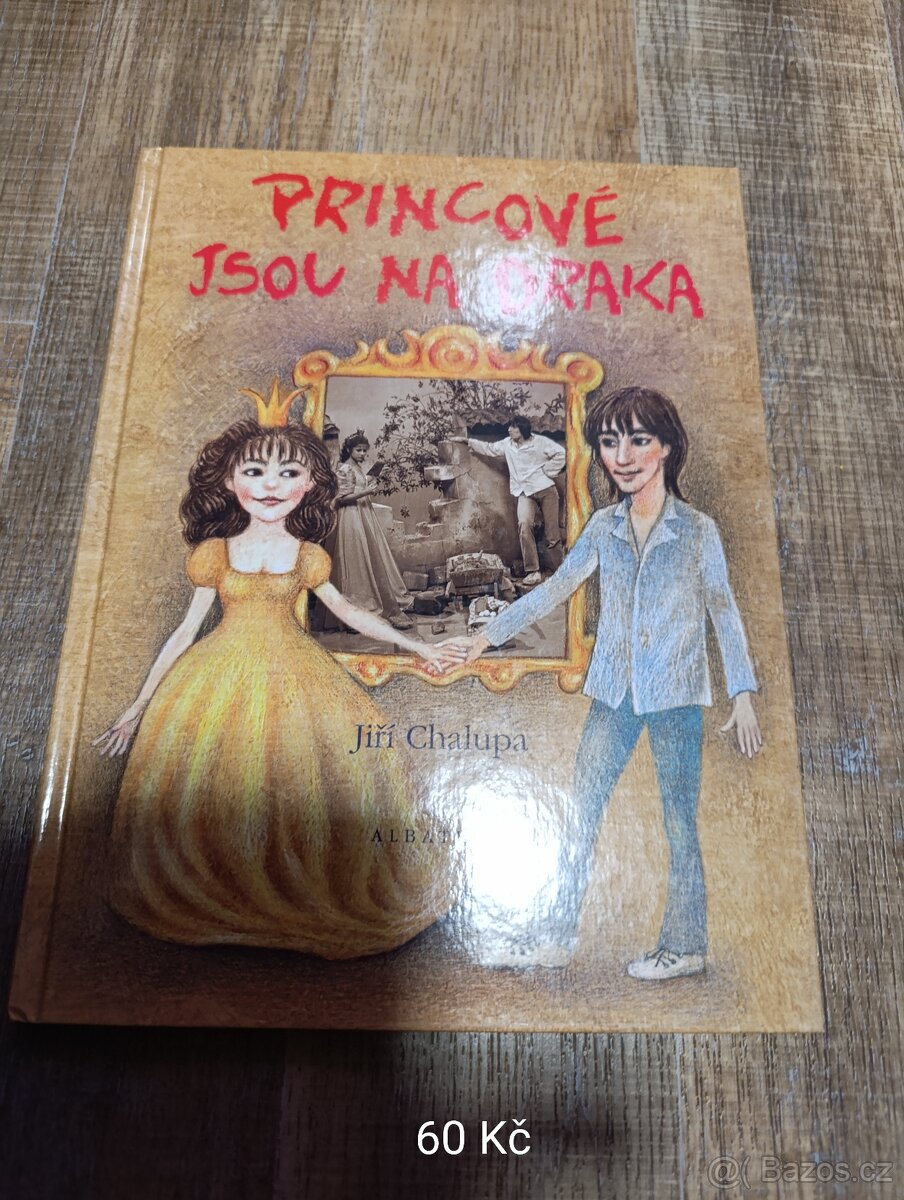 PRINCOVÉ
JSOU NA DRAKA
Jiří Chalupa
60 Kč
@( Bazos.cz